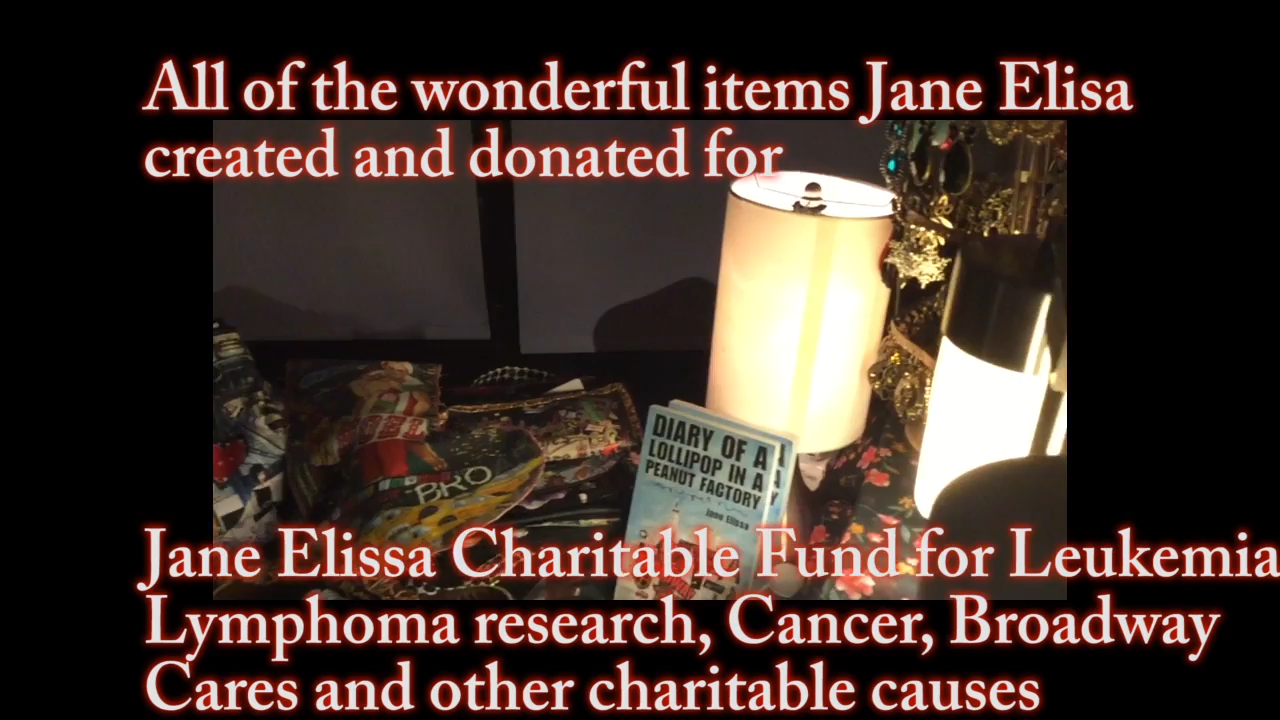 All of the wonderful items Jane Elisa
created and donated for
DIARY OF A
LOLLIPOP IN A
PEANUT FACTORY
Jane Elissa
BRO
Jane Elissa Charitable Fund for Leukemia
Lymphoma research, Cancer, Broadway
Cares and other charitable causes